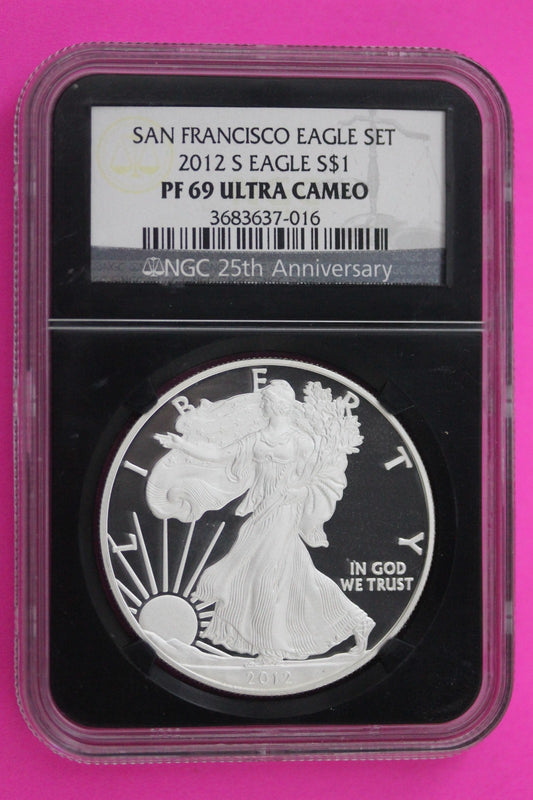 SAN FRANCISCO EAGLE SET
2012 S EAGLE S$1
PF 69 ULTRA CAMEO
3683637-016
NGC 25th Anniversary
LIBERTY
IN GOD
WE TRUST
2012